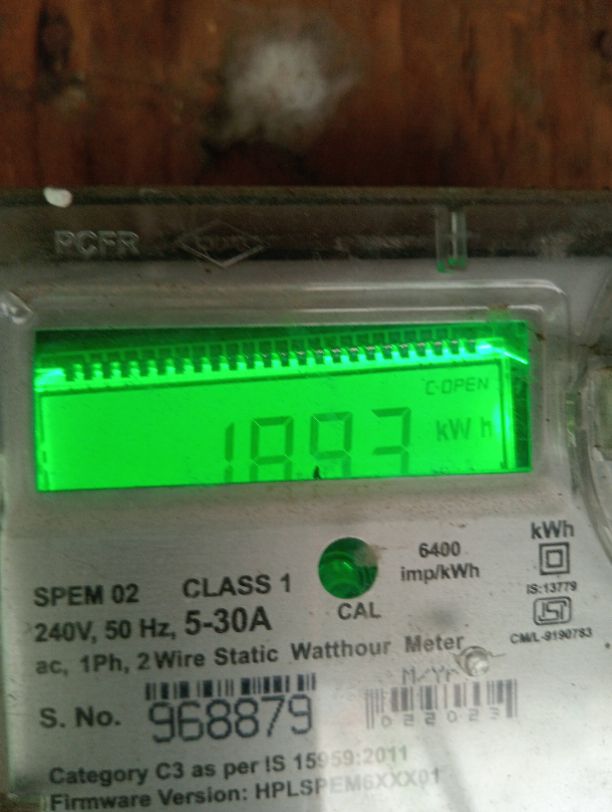 PCFR
C-OPEN
1893 kWh
6400
imp/kWh
kWh
SPEM 02 CLASS 1
IS:13779
240V, 50 Hz, 5-30A
CAL
CM/L-9190783
ac, 1Ph, 2 Wire Static Watthour Meter
M/Yr
S. No. 968879
022023
Category C3 as per IS 15959:2011
Firmware Version: HPLSPEM6XXX01